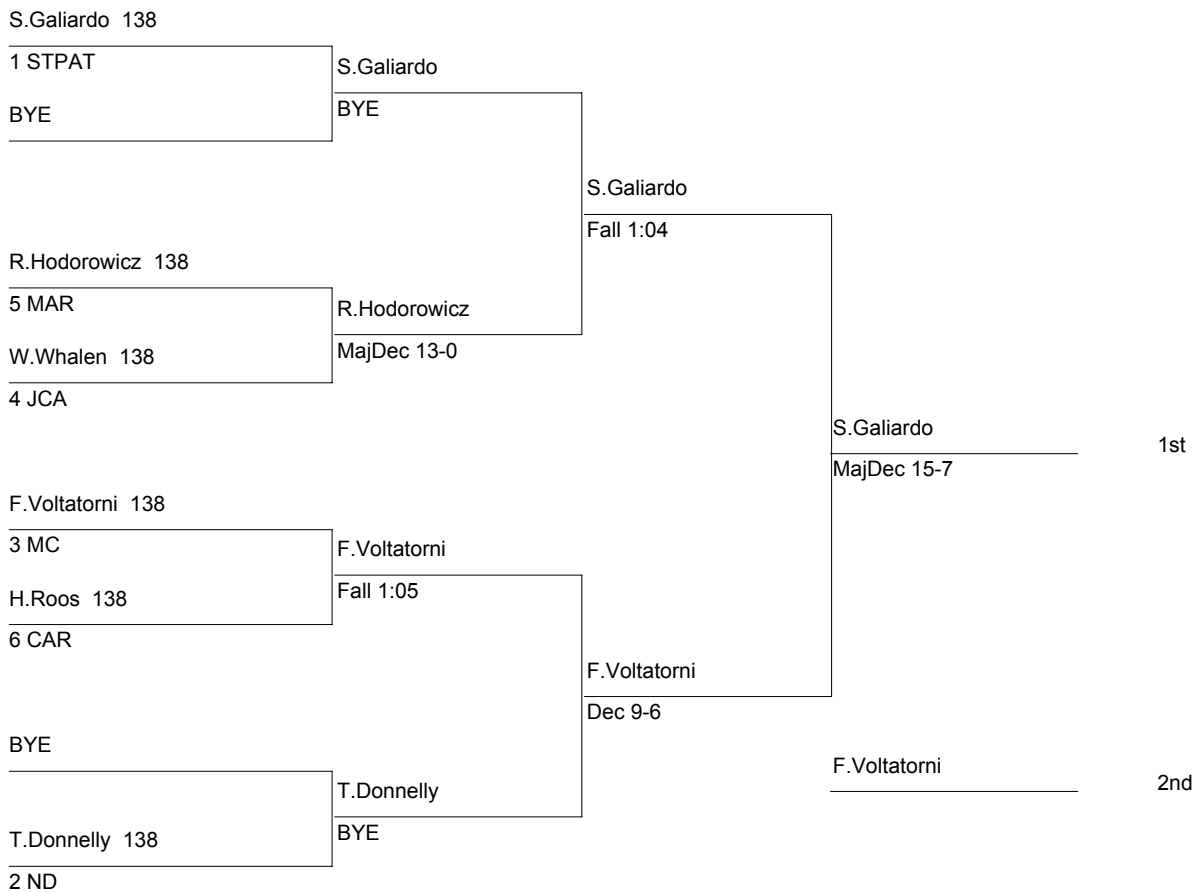 S.Galiardo 138
1 STPAT
BYE
S.Galiardo
BYE
S.Galiardo
Fall 1:04
R.Hodorowicz 138
5 MAR
W.Whalen 138
4 JCA
R.Hodorowicz
MajDec 13-0
S.Galiardo
MajDec 15-7
1st
F.Voltatorni 138
3 MC
H.Roos 138
6 CAR
F.Voltatorni
Fall 1:05
F.Voltatorni
Dec 9-6
BYE
T.Donnelly 138
2 ND
T.Donnelly
BYE
F.Voltatorni
2nd